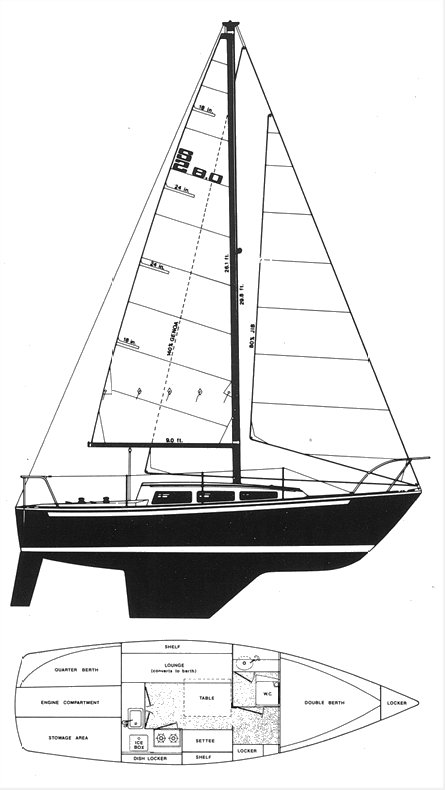 18 in.
S2 8.0
24 in.
26.1 ft.
24 in.
29.8 ft.
140% GENOA
80% JIB
18 in.
9.0 ft.
SHELF
QUARTER BERTH
LOUNGE
(converts to berth)
ENGINE COMPARTMENT
TABLE
W.C.
DOUBLE BERTH
LOCKER
STOWAGE AREA
ICE
BOX
SETTEE
LOCKER
DISH LOCKER
SHELF